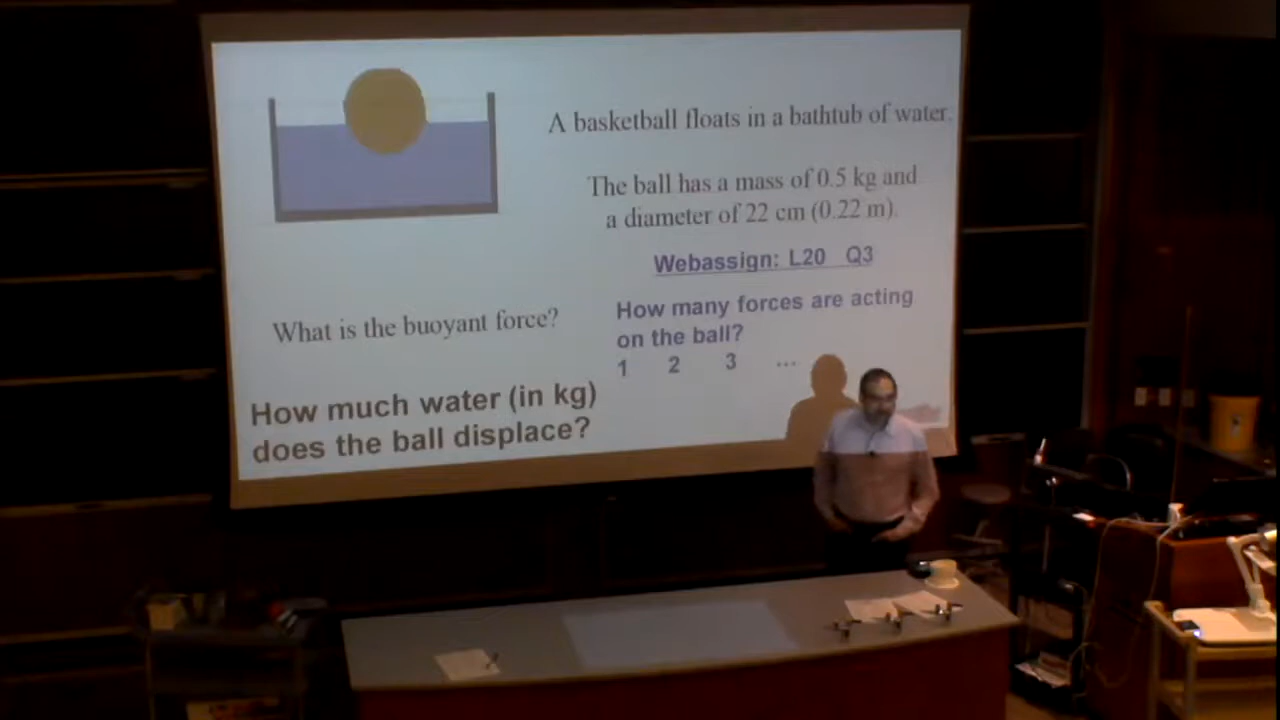 A basketball floats in a bathtub of water.
The ball has a mass of 0.5 kg and
a diameter of 22 cm (0.22 m).
Webassign: L20 Q3
How many forces are acting
on the ball?
1 2 3 ...
What is the buoyant force?
How much water (in kg)
does the ball displace?